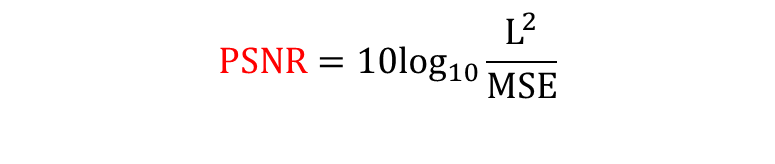 PSNR = 10log₁₀ L²/MSE